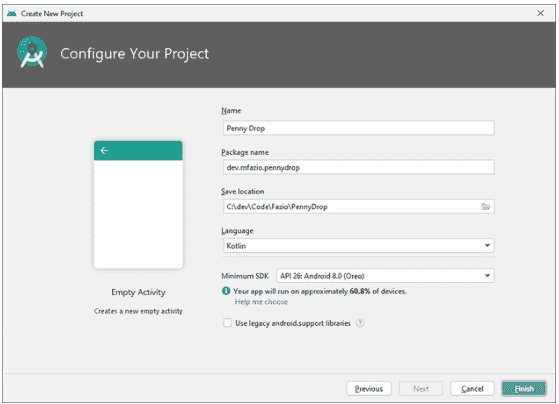 Create New Project
Configure Your Project
Name
Penny Drop
Package name
dev.mfazio.pennydrop
Save location
C:\dev\Code\Fazio\PennyDrop
Language
Kotlin
Minimum SDK API 26: Android 8.0 (Oreo)
Your app will run on approximately 60.8% of devices.
Help me choose
Use legacy android.support libraries
Empty Activity
Creates a new empty activity
Previous
Next
Cancel
Finish